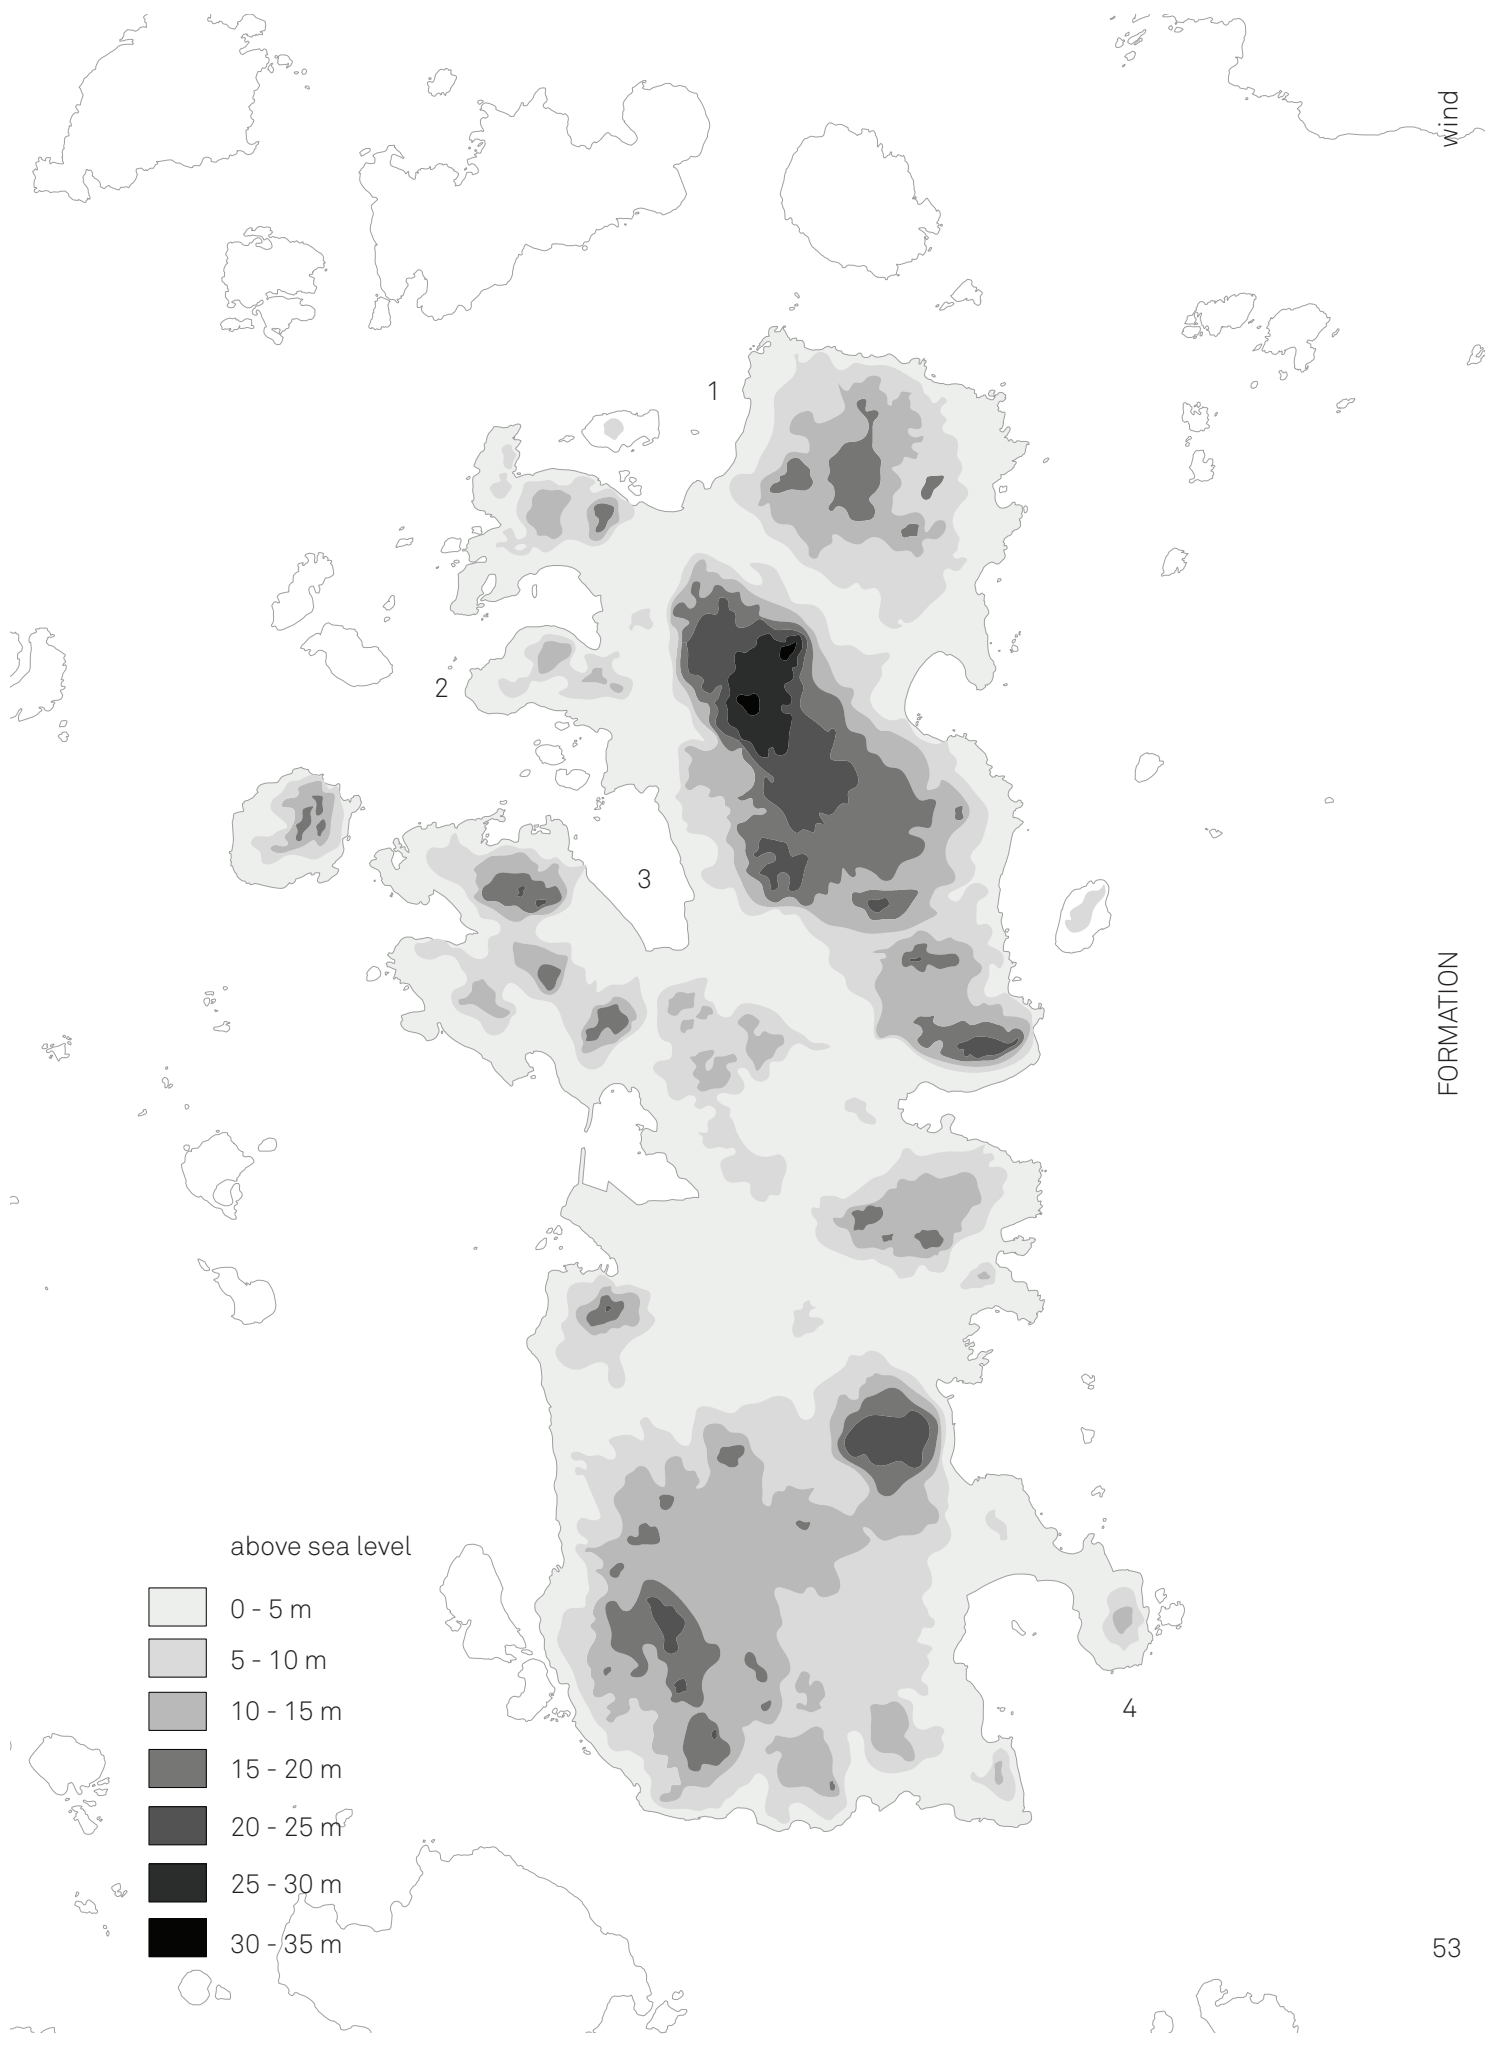 wind
1
2
3
FORMATION
above sea level
0 - 5 m
5 - 10 m
10 - 15 m
4
15 - 20 m
20 - 25 m
25 - 30 m
30 - 35 m
53